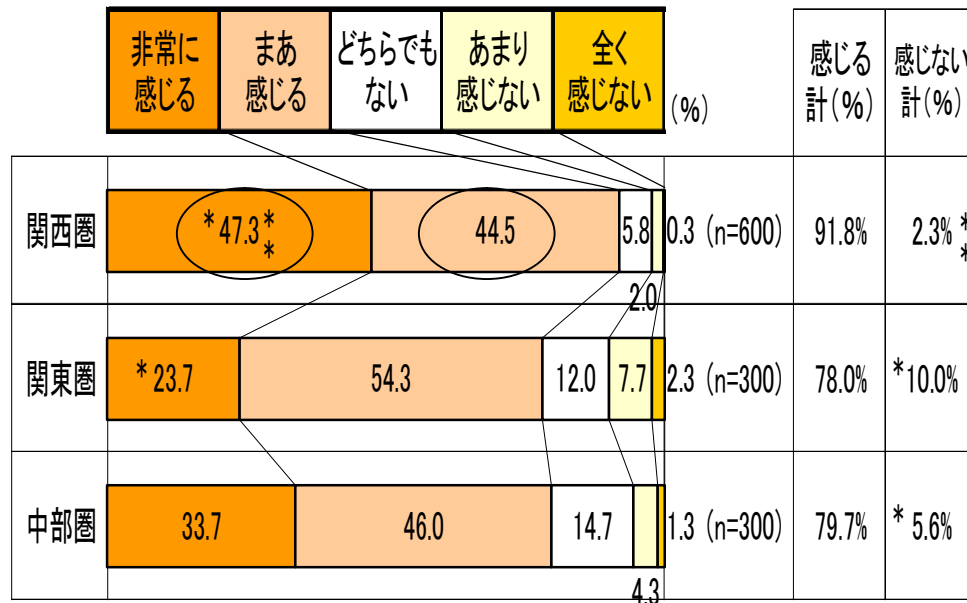 非常に
感じる
まあ
感じる
どちらでも
ない
あまり
感じない
全く
感じない
(%)
感じる
計(%)
感じない
計(%)
関西圏
*47.3*
*
44.5
5.8
2.0
0.3 (n=600)
91.8%
2.3% *
*
関東圏
*23.7
54.3
12.0
7.7
2.3 (n=300)
78.0%
*10.0%
中部圏
33.7
46.0
14.7
4.3
1.3 (n=300)
79.7%
* 5.6%